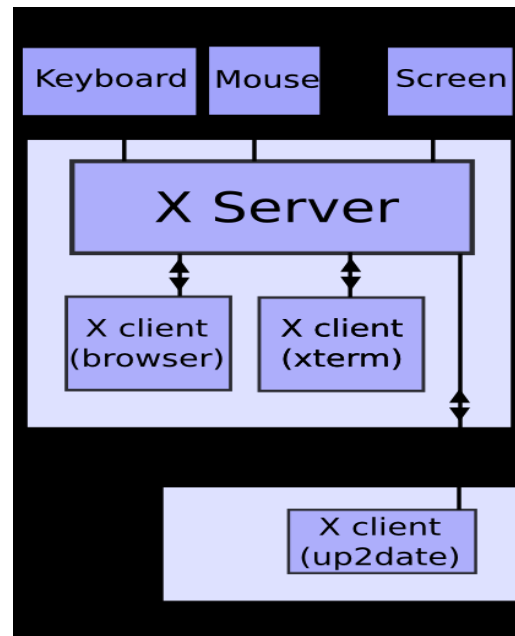 Keyboard
Mouse
Screen
X Server
X client
(browser)
X client
(xterm)
X client
(up2date)